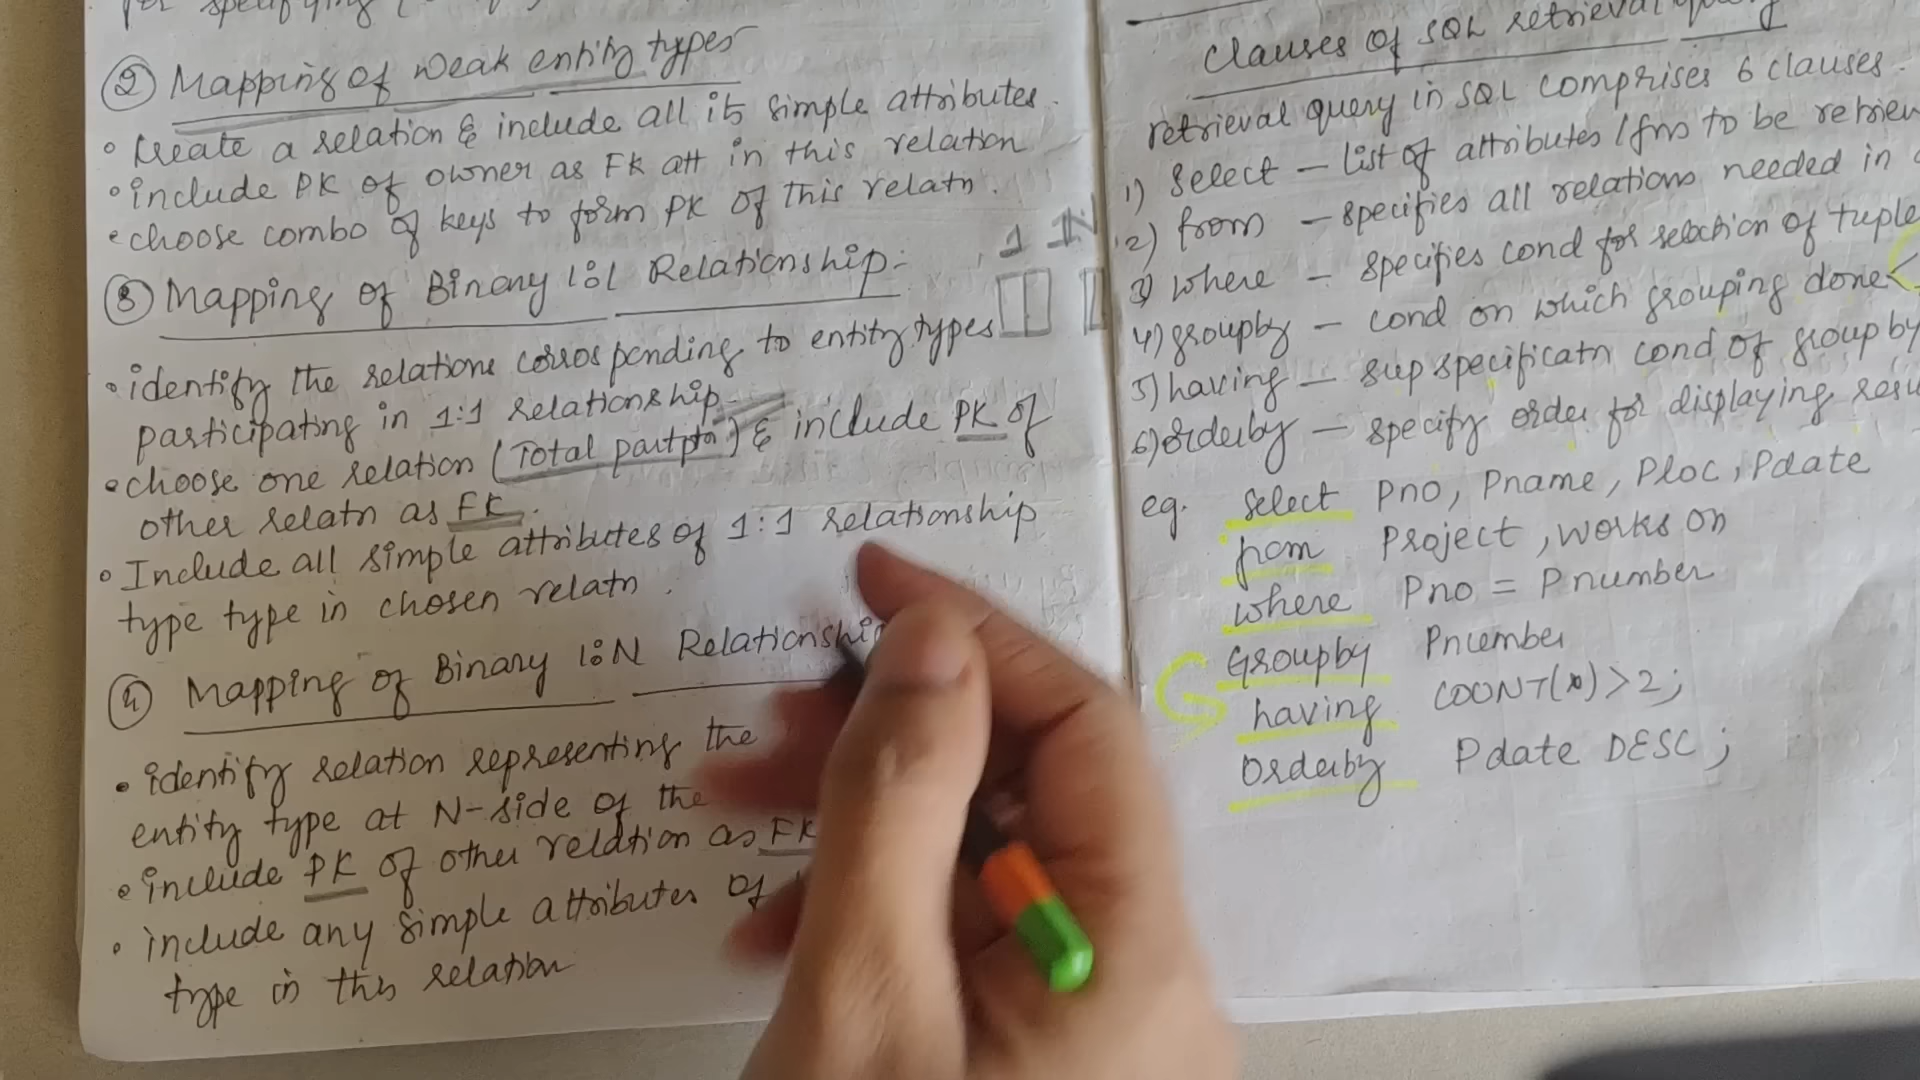 for specifying
② Mapping of weak entity types
• Create a relation & include all its simple attributes.
• include PK of owner as FK att in this relation
• choose combo of keys to form PK of this relatn.
③ Mapping of Binary 1:1 Relationship:-
• identify the relations corrosponding to entity types
participating in 1:1 relationship.
• choose one relation (Total partptn) & include PK of
other relatn as FK.
• Include all simple attributes of 1:1 relationship
type type in chosen relatn.
④ Mapping of Binary 1:N Relationship
• identify relation representing the
entity type at N-side of the
• include PK of other relation as FK
• include any simple attributes of
type in this relation
1 1N
Clauses of SQL retrieval query
retrieval query in SQL comprises 6 clauses.
1) Select – list of attributes / fns to be retriev
2) from – specifies all relations needed in
3) where – specifies cond for selection of tuple
4) groupby – cond on which grouping done
5) having – sup specificatn cond of groupby
6) orderby – specify order for displaying resu
eg. select Pno, Pname, Ploc, Pdate
from Project, works on
where Pno = Pnumber
Groupby Pnumber
having COUNT(*) > 2;
Orderby Pdate DESC;